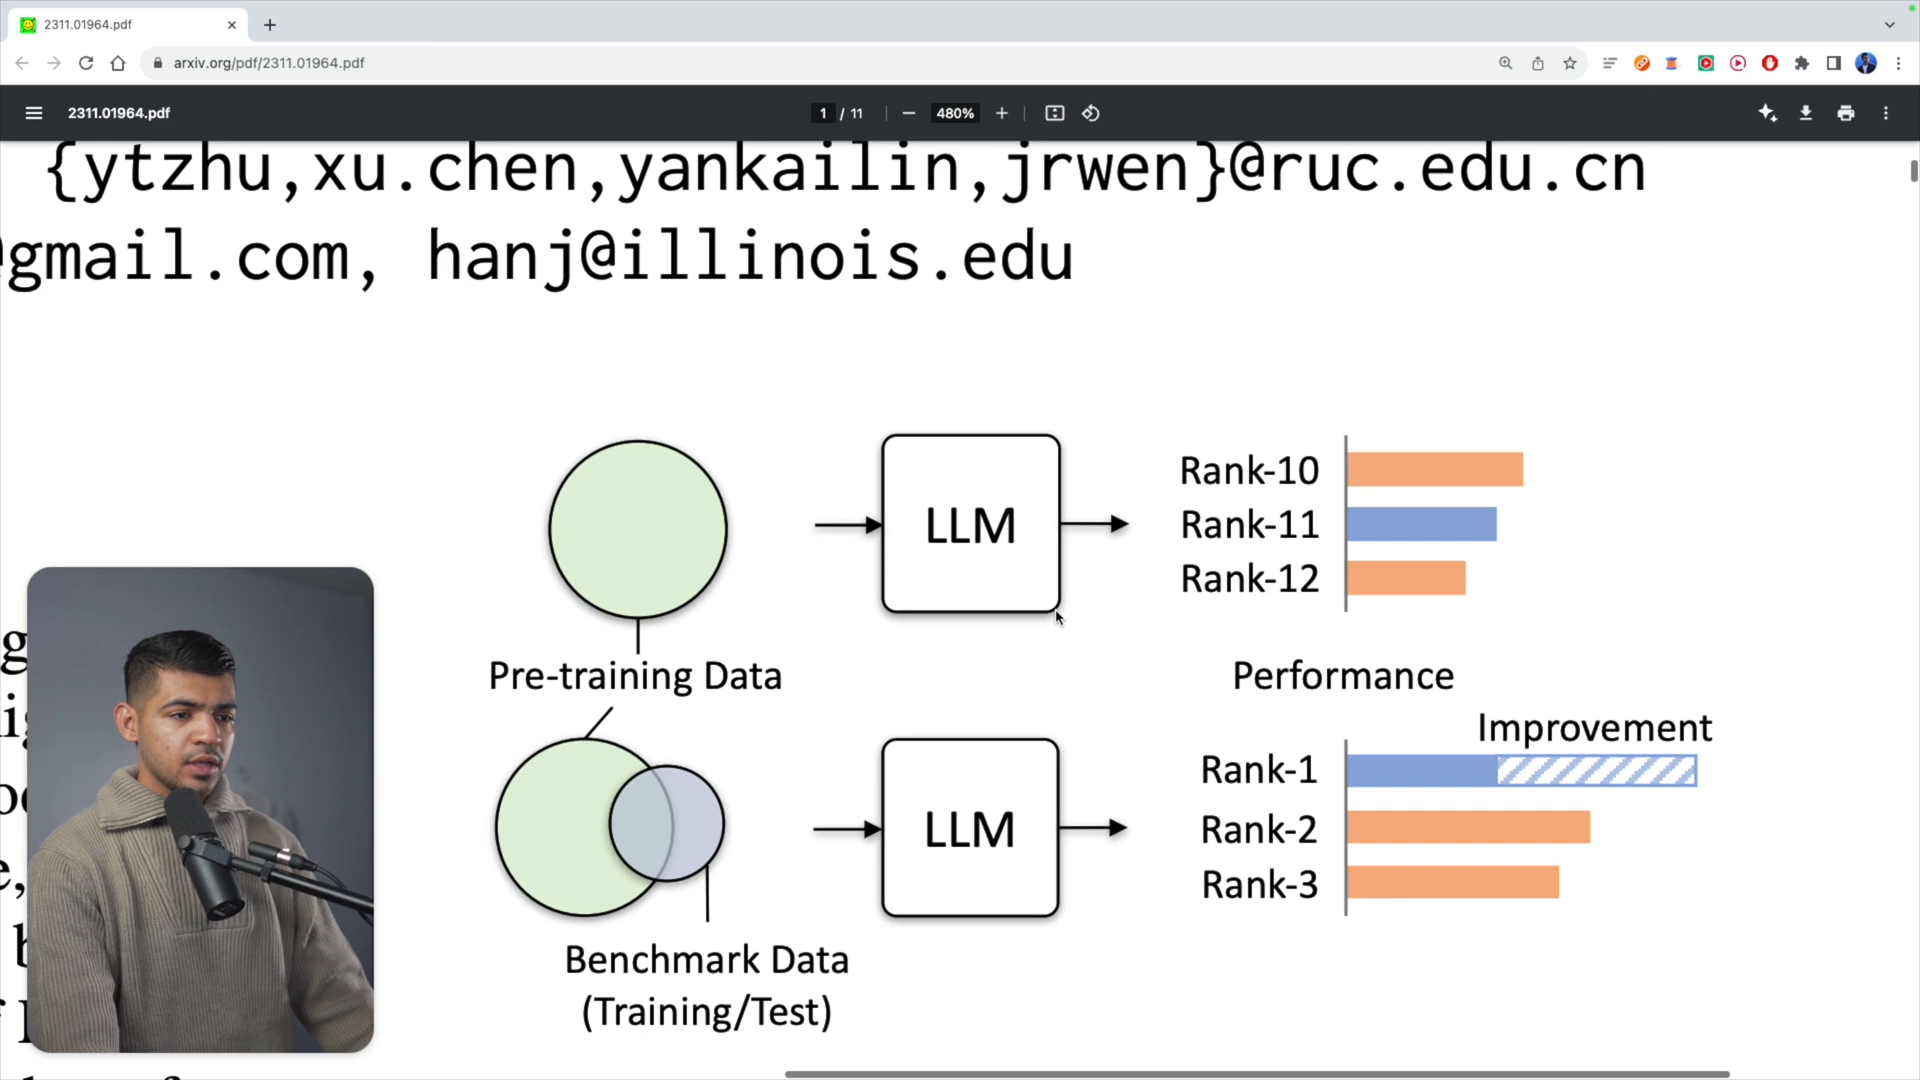 2311.01964.pdf
arxiv.org/pdf/2311.01964.pdf
2311.01964.pdf
1 / 11
480%
{ytzhu,xu.chen,yankailin,jrwen}@ruc.edu.cn
gmail.com, hanj@illinois.edu
LLM
Rank-10
Rank-11
Rank-12
Pre-training Data
Performance
Improvement
LLM
Rank-1
Rank-2
Rank-3
Benchmark Data
(Training/Test)